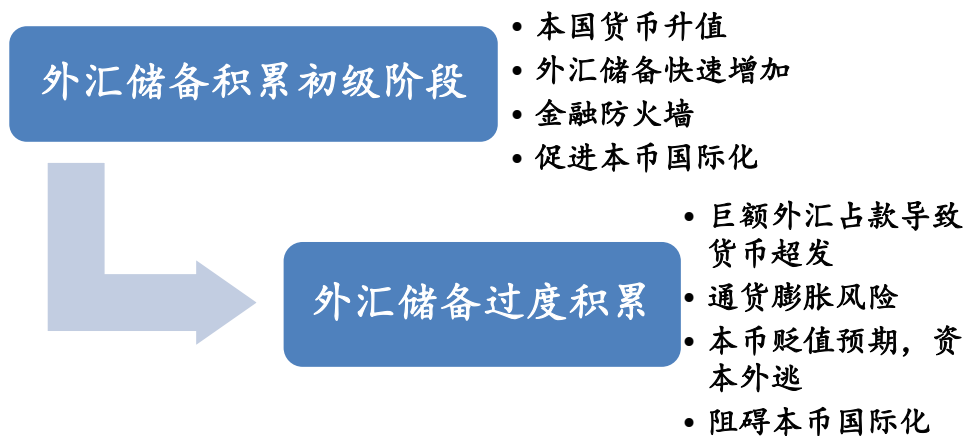 外汇储备积累初级阶段
• 本国货币升值
• 外汇储备快速增加
• 金融防火墙
• 促进本币国际化
外汇储备过度积累
• 巨额外汇占款导致
货币超发
• 通货膨胀风险
• 本币贬值预期，资
本外逃
• 阻碍本币国际化